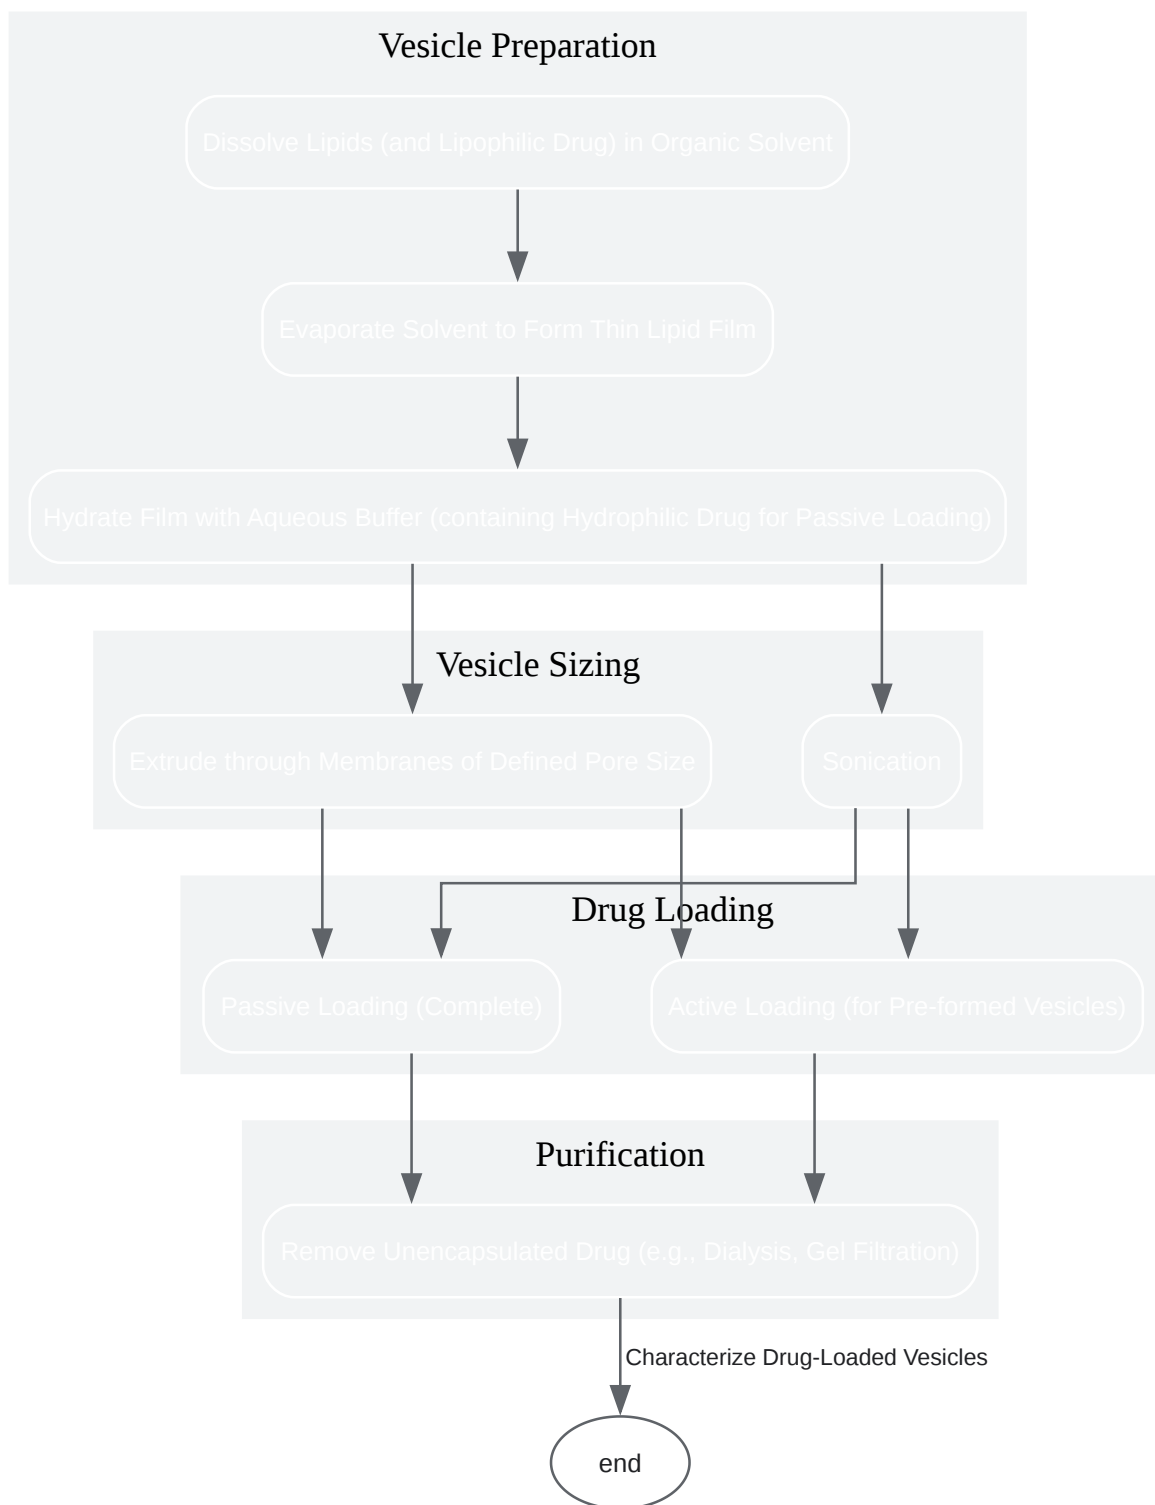 Vesicle Preparation
Dissolve Lipids (and Lipophilic Drug) in Organic Solvent
Evaporate Solvent to Form Thin Lipid Film
Hydrate Film with Aqueous Buffer (containing Hydrophilic Drug for Passive Loading)
Vesicle Sizing
Extrude through Membranes of Defined Pore Size
Sonication
Drug Loading
Passive Loading (Complete)
Active Loading (for Pre-formed Vesicles)
Purification
Remove Unencapsulated Drug (e.g., Dialysis, Gel Filtration)
Characterize Drug-Loaded Vesicles
end